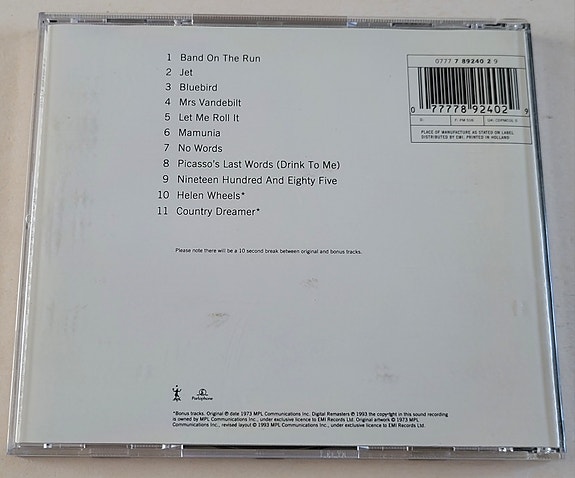 1 Band On The Run
2 Jet
3 Bluebird
4 Mrs Vandebilt
5 Let Me Roll It
6 Mamunia
7 No Words
8 Picasso's Last Words (Drink To Me)
9 Nineteen Hundred And Eighty Five
10 Helen Wheels*
11 Country Dreamer*
Please note there will be a 10 second break between original and bonus tracks.
0777 7 89240 2 9
0 77778 92402 9
PLACE OF MANUFACTURE AS STATED ON LABEL
DISTRIBUTED BY EMI. PRINTED IN HOLLAND
Parlophone
*Bonus tracks. Original ℗ date 1973 MPL Communications Inc. Digital Remasters ℗ 1993 the copyright in this sound recording
is owned by MPL Communications Inc., under exclusive licence to EMI Records Ltd. Original artwork © 1973 MPL
Communications Inc., revised layout © 1993 MPL Communications Inc., under exclusive licence to EMI Records Ltd.